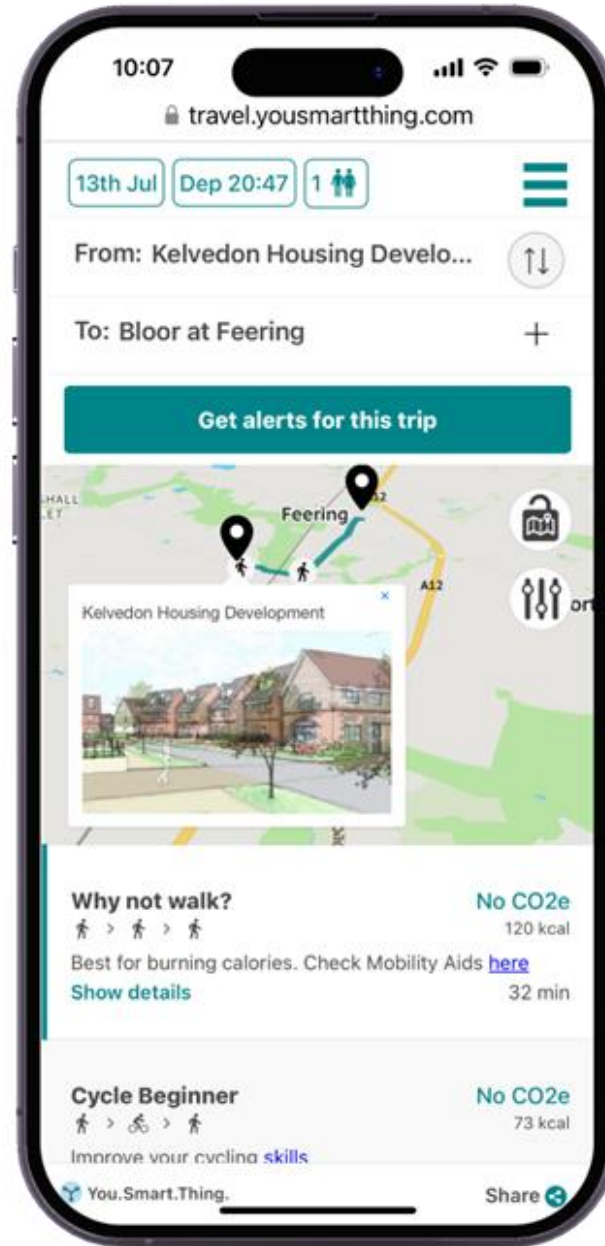 10:07
travel.yousmartthing.com
13th Jul Dep 20:47 1
From: Kelvedon Housing Develo...
To: Bloor at Feering
Get alerts for this trip
Feering
A12
Kelvedon Housing Development
Why not walk? No CO2e
120 kcal
Best for burning calories. Check Mobility Aids here
Show details 32 min
Cycle Beginner No CO2e
73 kcal
Improve your cycling skills
You.Smart.Thing. Share